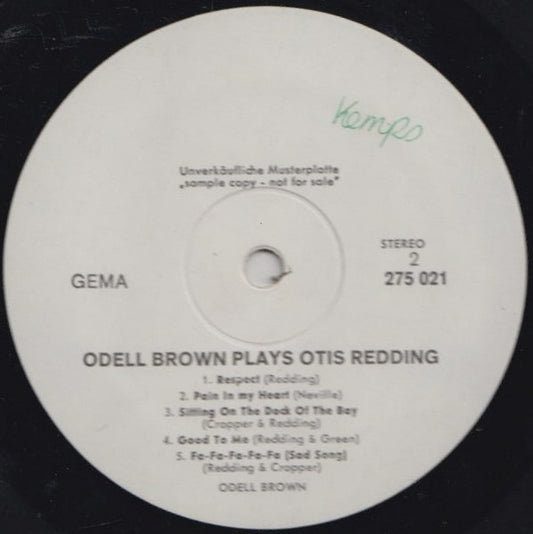 Kemps
Unverkäufliche Musterplatte
„sample copy - not for sale"
STEREO
2
GEMA
275 021
ODELL BROWN PLAYS OTIS REDDING
1. Respect (Redding)
2. Pain in my Heart (Neville)
3. Sitting On The Dock Of The Bay
(Cropper & Redding)
4. Good To Me (Redding & Green)
5. Fa-Fa-Fa-Fa-Fa (Sad Song)
(Redding & Cropper)
ODELL BROWN